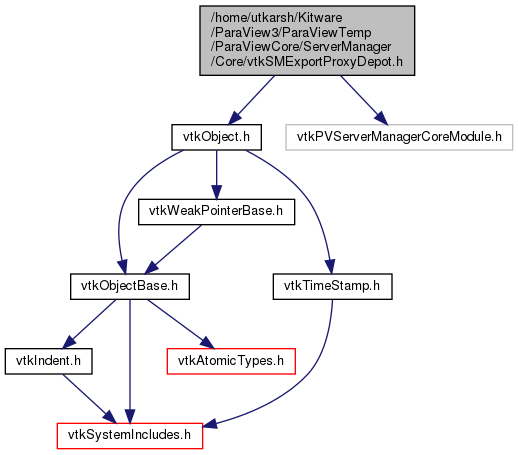 /home/utkarsh/Kitware
/ParaView3/ParaViewTemp
/ParaViewCore/ServerManager
/Core/vtkSMExportProxyDepot.h
vtkObject.h
vtkPVServerManagerCoreModule.h
vtkWeakPointerBase.h
vtkObjectBase.h
vtkTimeStamp.h
vtkIndent.h
vtkAtomicTypes.h
vtkSystemIncludes.h